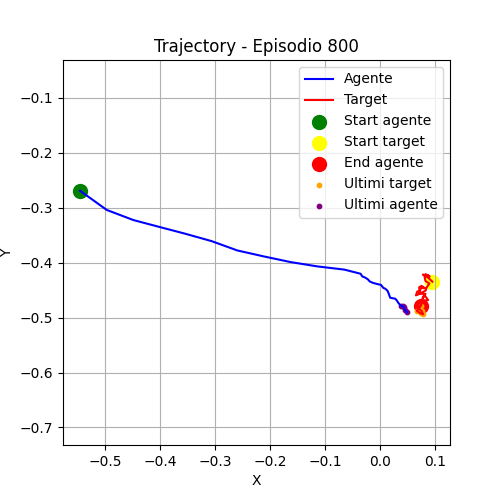 Trajectory - Episodio 800
Agente
Target
Start agente
Start target
End agente
Ultimi target
Ultimi agente
Y
−0.1
−0.2
−0.3
−0.4
−0.5
−0.6
−0.7
−0.5
−0.4
−0.3
−0.2
−0.1
0.0
0.1
X